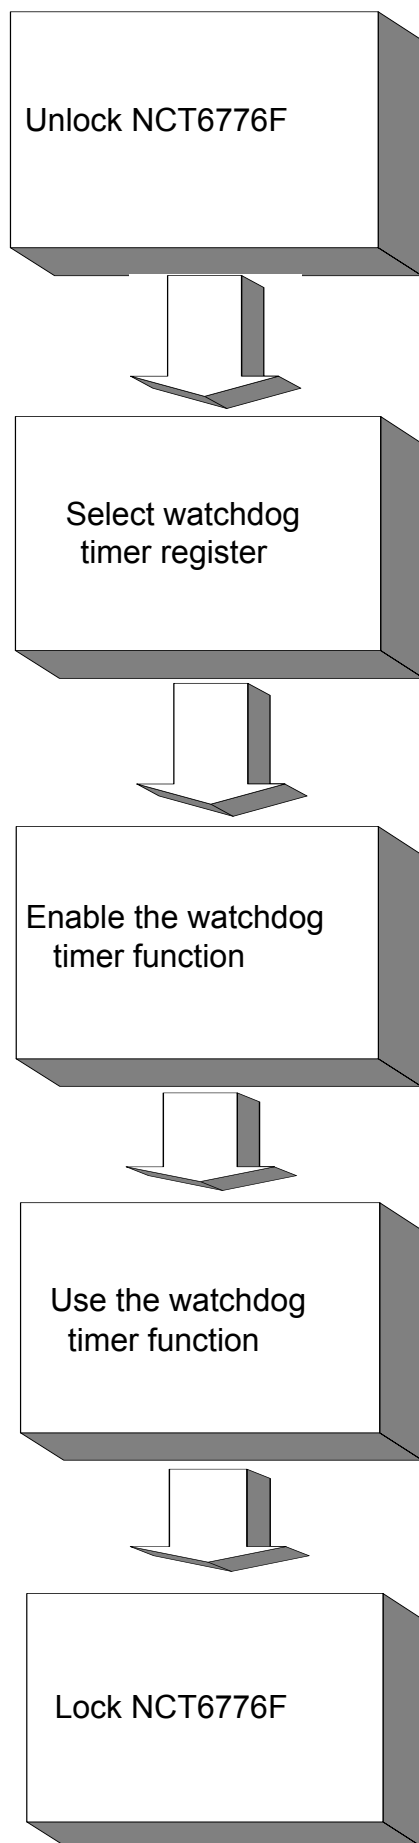 Unlock NCT6776F
Select watchdog
timer register
Enable the watchdog
timer function
Use the watchdog
timer function
Lock NCT6776F